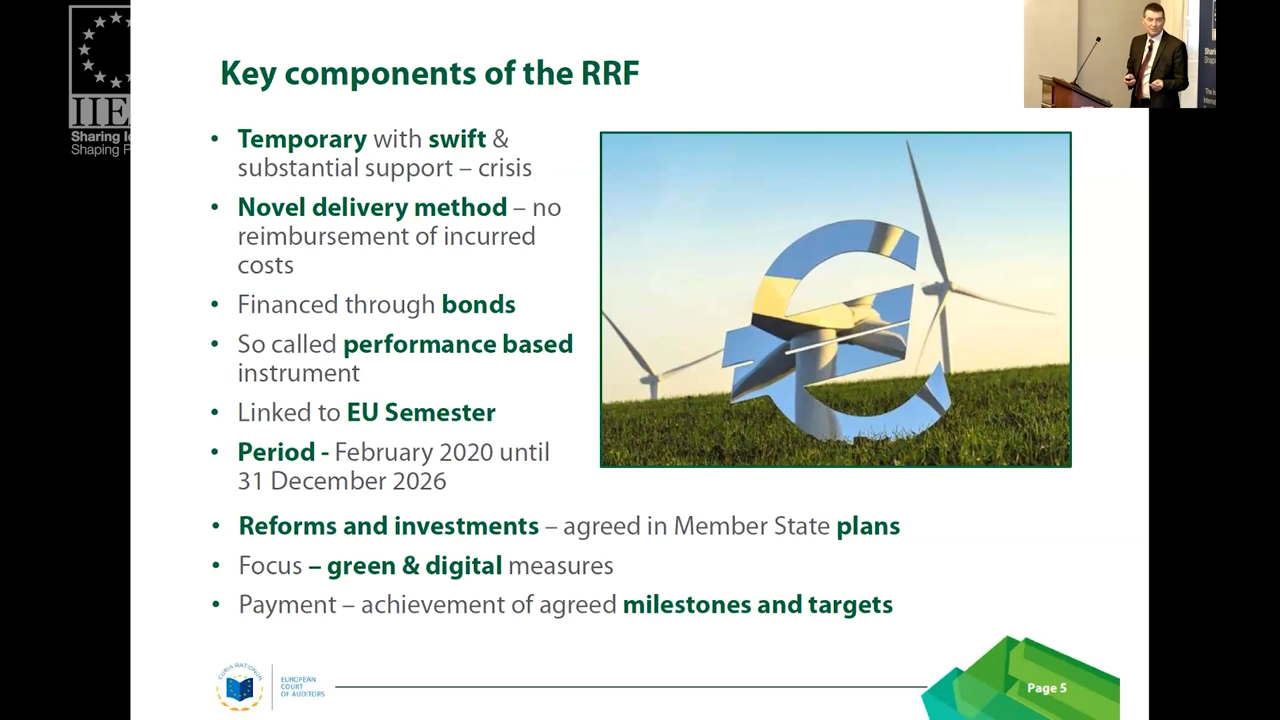 IIE
Sharing I
Shaping P
Key components of the RRF
• Temporary with swift &
substantial support – crisis
• Novel delivery method – no
reimbursement of incurred
costs
• Financed through bonds
• So called performance based
instrument
• Linked to EU Semester
• Period - February 2020 until
31 December 2026
• Reforms and investments – agreed in Member State plans
• Focus – green & digital measures
• Payment – achievement of agreed milestones and targets
CURIA RATIONUM
EUROPEAN
COURT
OF AUDITORS
Page 5